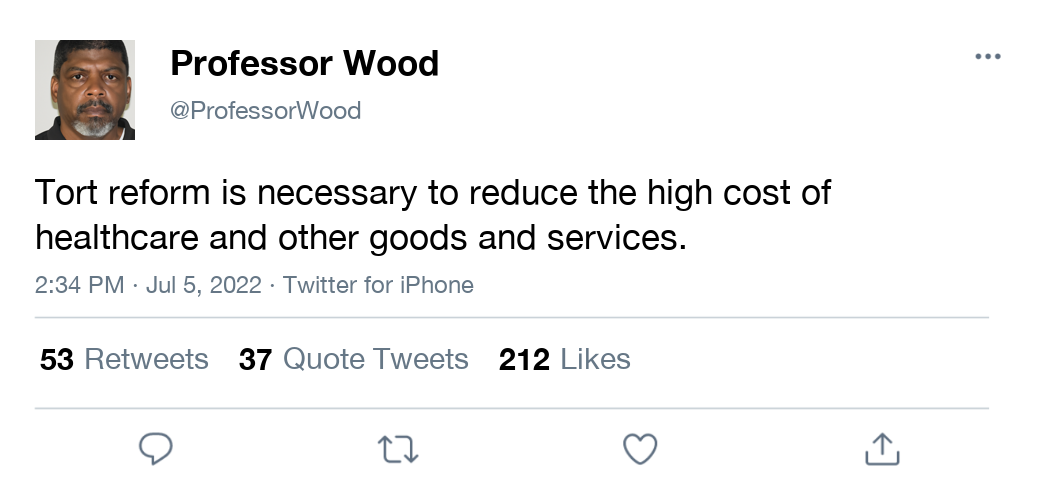 Professor Wood
@ProfessorWood
Tort reform is necessary to reduce the high cost of
healthcare and other goods and services.
2:34 PM · Jul 5, 2022 · Twitter for iPhone
53 Retweets 37 Quote Tweets 212 Likes